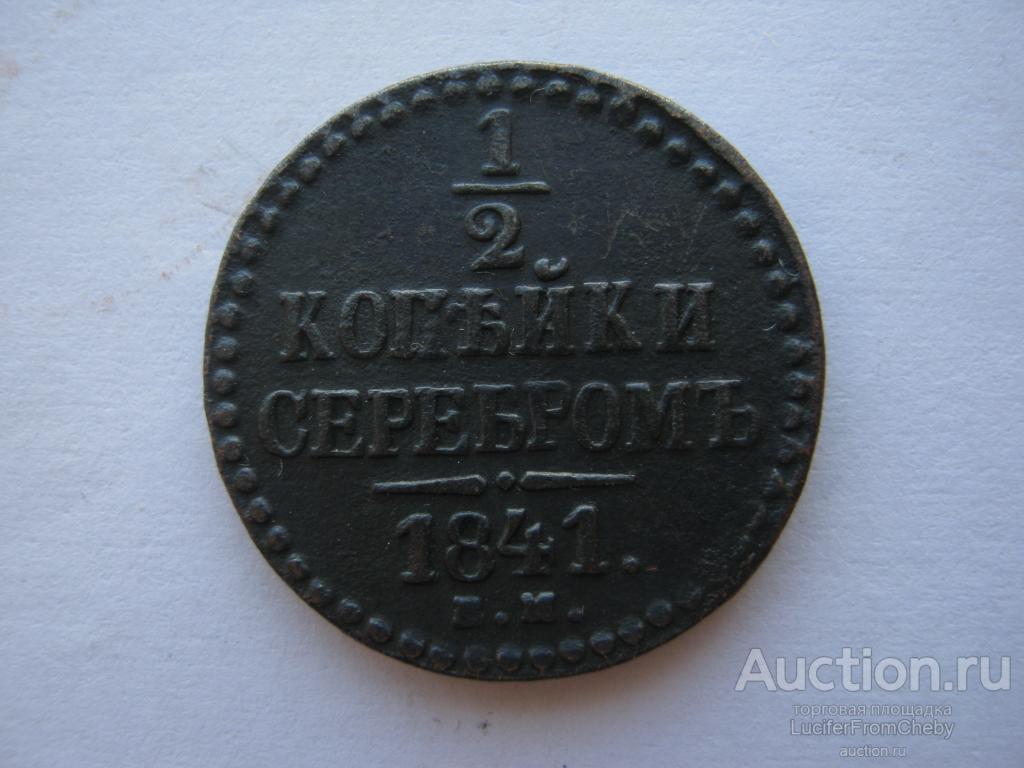 1
2
КОПѢЙКИ
СЕРЕБРОМЪ
1841.
Е.М.
Auction.ru
торговая площадка
LuciferFromCheby
auction.ru